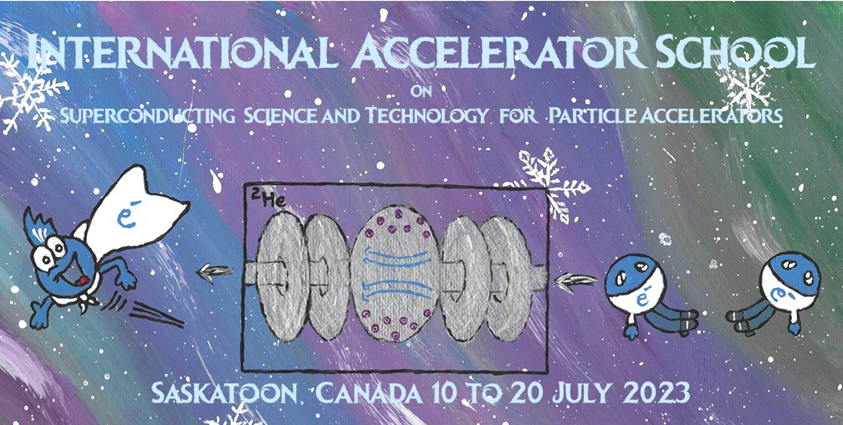 International Accelerator School
on
Superconducting Science and Technology for Particle Accelerators
²He
e⁻
e⁻
e⁻
Saskatoon, Canada 10 to 20 July 2023